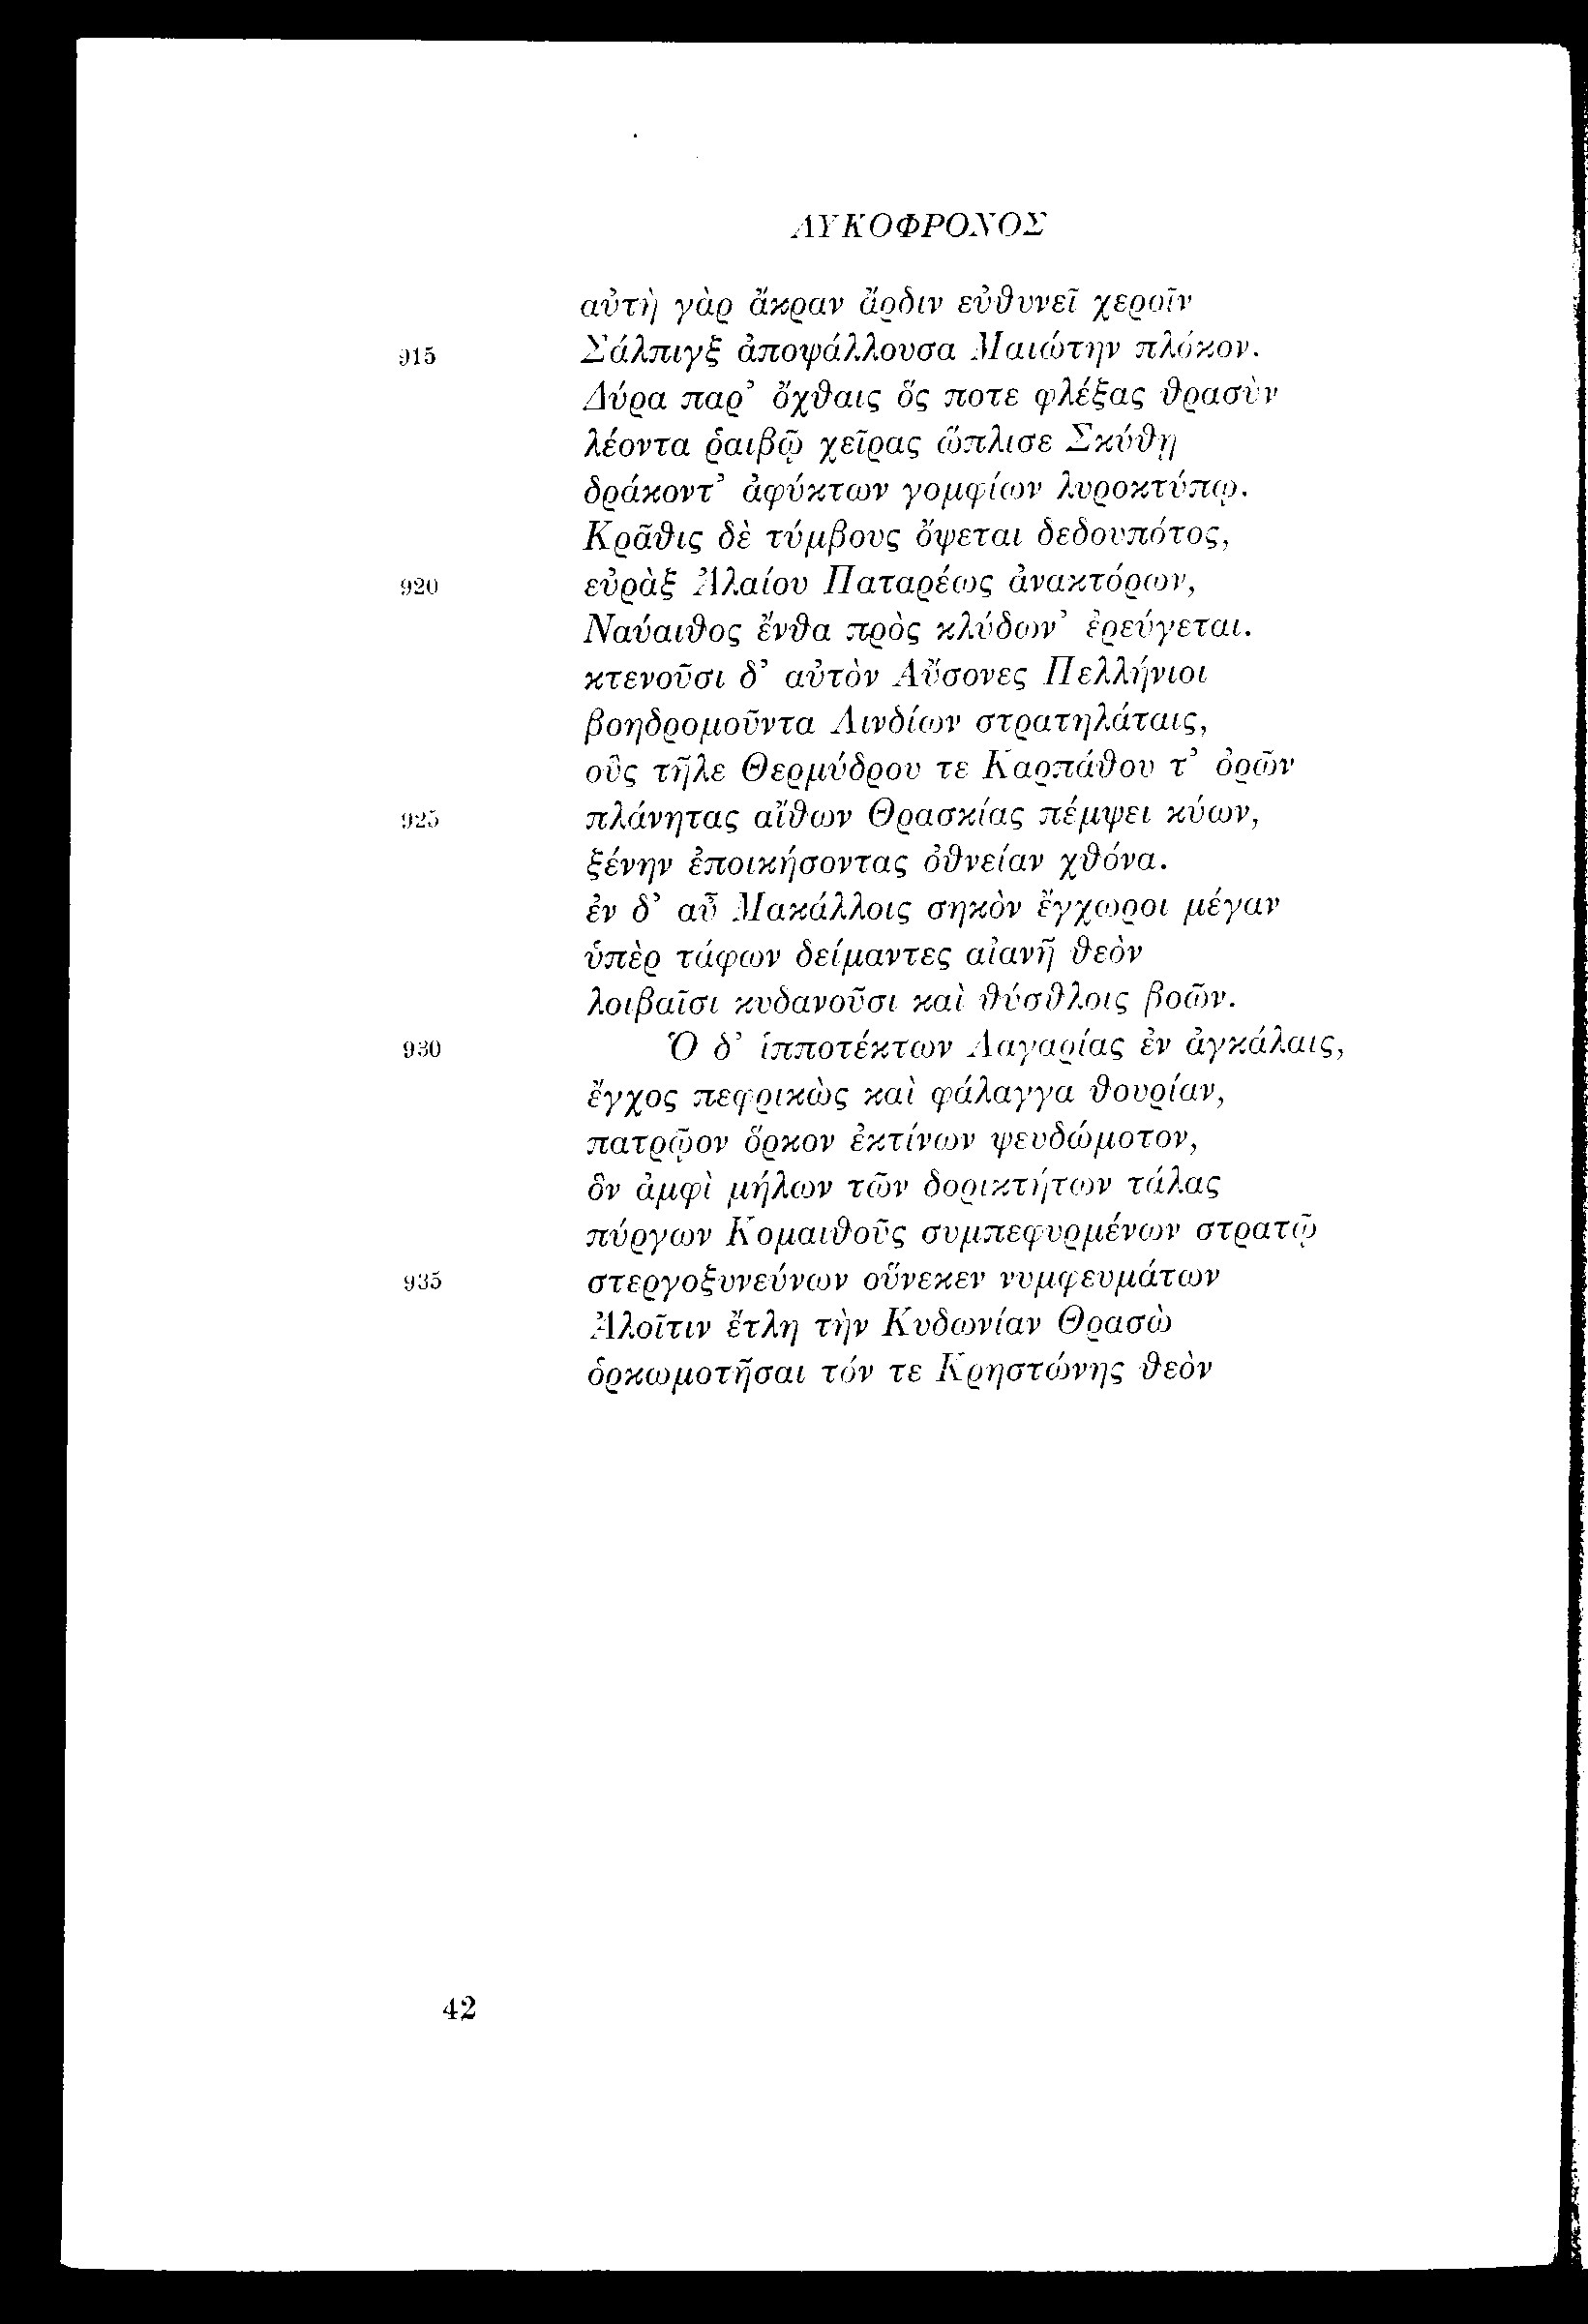 ΛΥΚΟΦΡΟΝΟΣ
αὐτὴ γὰρ ἄκραν ἄρδιν εὐθυνεῖ χεροῖν
915 Σάλπιγξ ἀποψάλλουσα Μαιώτην πλόκον.
Δύρα παρ’ ὄχθαις ὅς ποτε φλέξας θρασὺν
λέοντα ῥαιβῷ χεῖρας ὥπλισε Σκύθῃ
δράκοντ’ ἀφύκτων γομφίων λυροκτύπῳ.
Κρᾶθις δὲ τύμβους ὄψεται δεδουπότος,
920 εὐρὰξ Ἀλαίου Παταρέως ἀνακτόρων,
Ναύαιθος ἔνθα πρὸς κλύδων’ ἐρεύγεται.
κτενοῦσι δ’ αὐτὸν Αὔσονες Πελλήνιοι
βοηδρομοῦντα Λινδίων στρατηλάταις,
οὓς τῆλε Θερμύδρου τε Καρπάθου τ’ ὀρῶν
925 πλάνητας αἴθων Θρασκίας πέμψει κύων,
ξένην ἐποικήσοντας ὀθνείαν χθόνα.
ἐν δ’ αὖ Μακάλλοις σηκὸν ἔγχωροι μέγαν
ὑπὲρ τάφων δείμαντες αἰανῆ θεὸν
λοιβαῖσι κυδανοῦσι καὶ θύσθλοις βοῶν.
930 Ὁ δ’ ἱπποτέκτων Λαγαρίας ἐν ἀγκάλαις,
ἔγχος πεφρικὼς καὶ φάλαγγα θουρίαν,
πατρῷον ὅρκον ἐκτίνων ψευδώμοτον,
ὃν ἀμφὶ μήλων τῶν δορικτήτων τάλας
πύργων Κομαιθοῦς συμπεφυρμένων στρατῷ
935 στεργοξυνεύνων οὕνεκεν νυμφευμάτων
Ἀλοῖτιν ἔτλη τὴν Κυδωνίαν Θρασὼ
ὁρκωμοτῆσαι τόν τε Κρηστώνης θεὸν
42